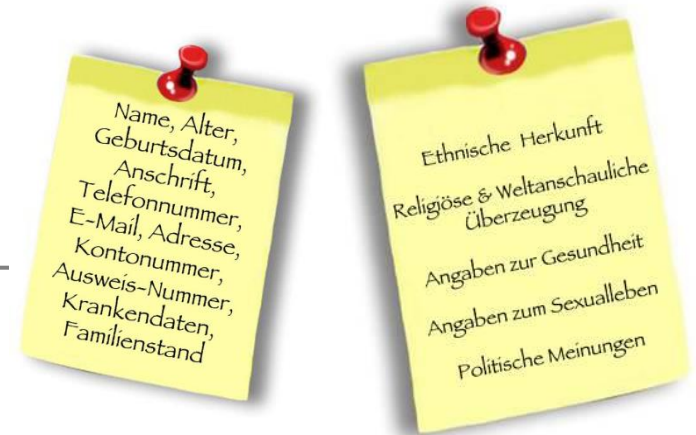 Name, Alter,
Geburtsdatum,
Anschrift,
Telefonnummer,
E-Mail, Adresse,
Kontonummer,
Ausweis-Nummer,
Krankendaten,
Familienstand
Ethnische Herkunft
Religiöse & Weltanschauliche
Überzeugung
Angaben zur Gesundheit
Angaben zum Sexualleben
Politische Meinungen